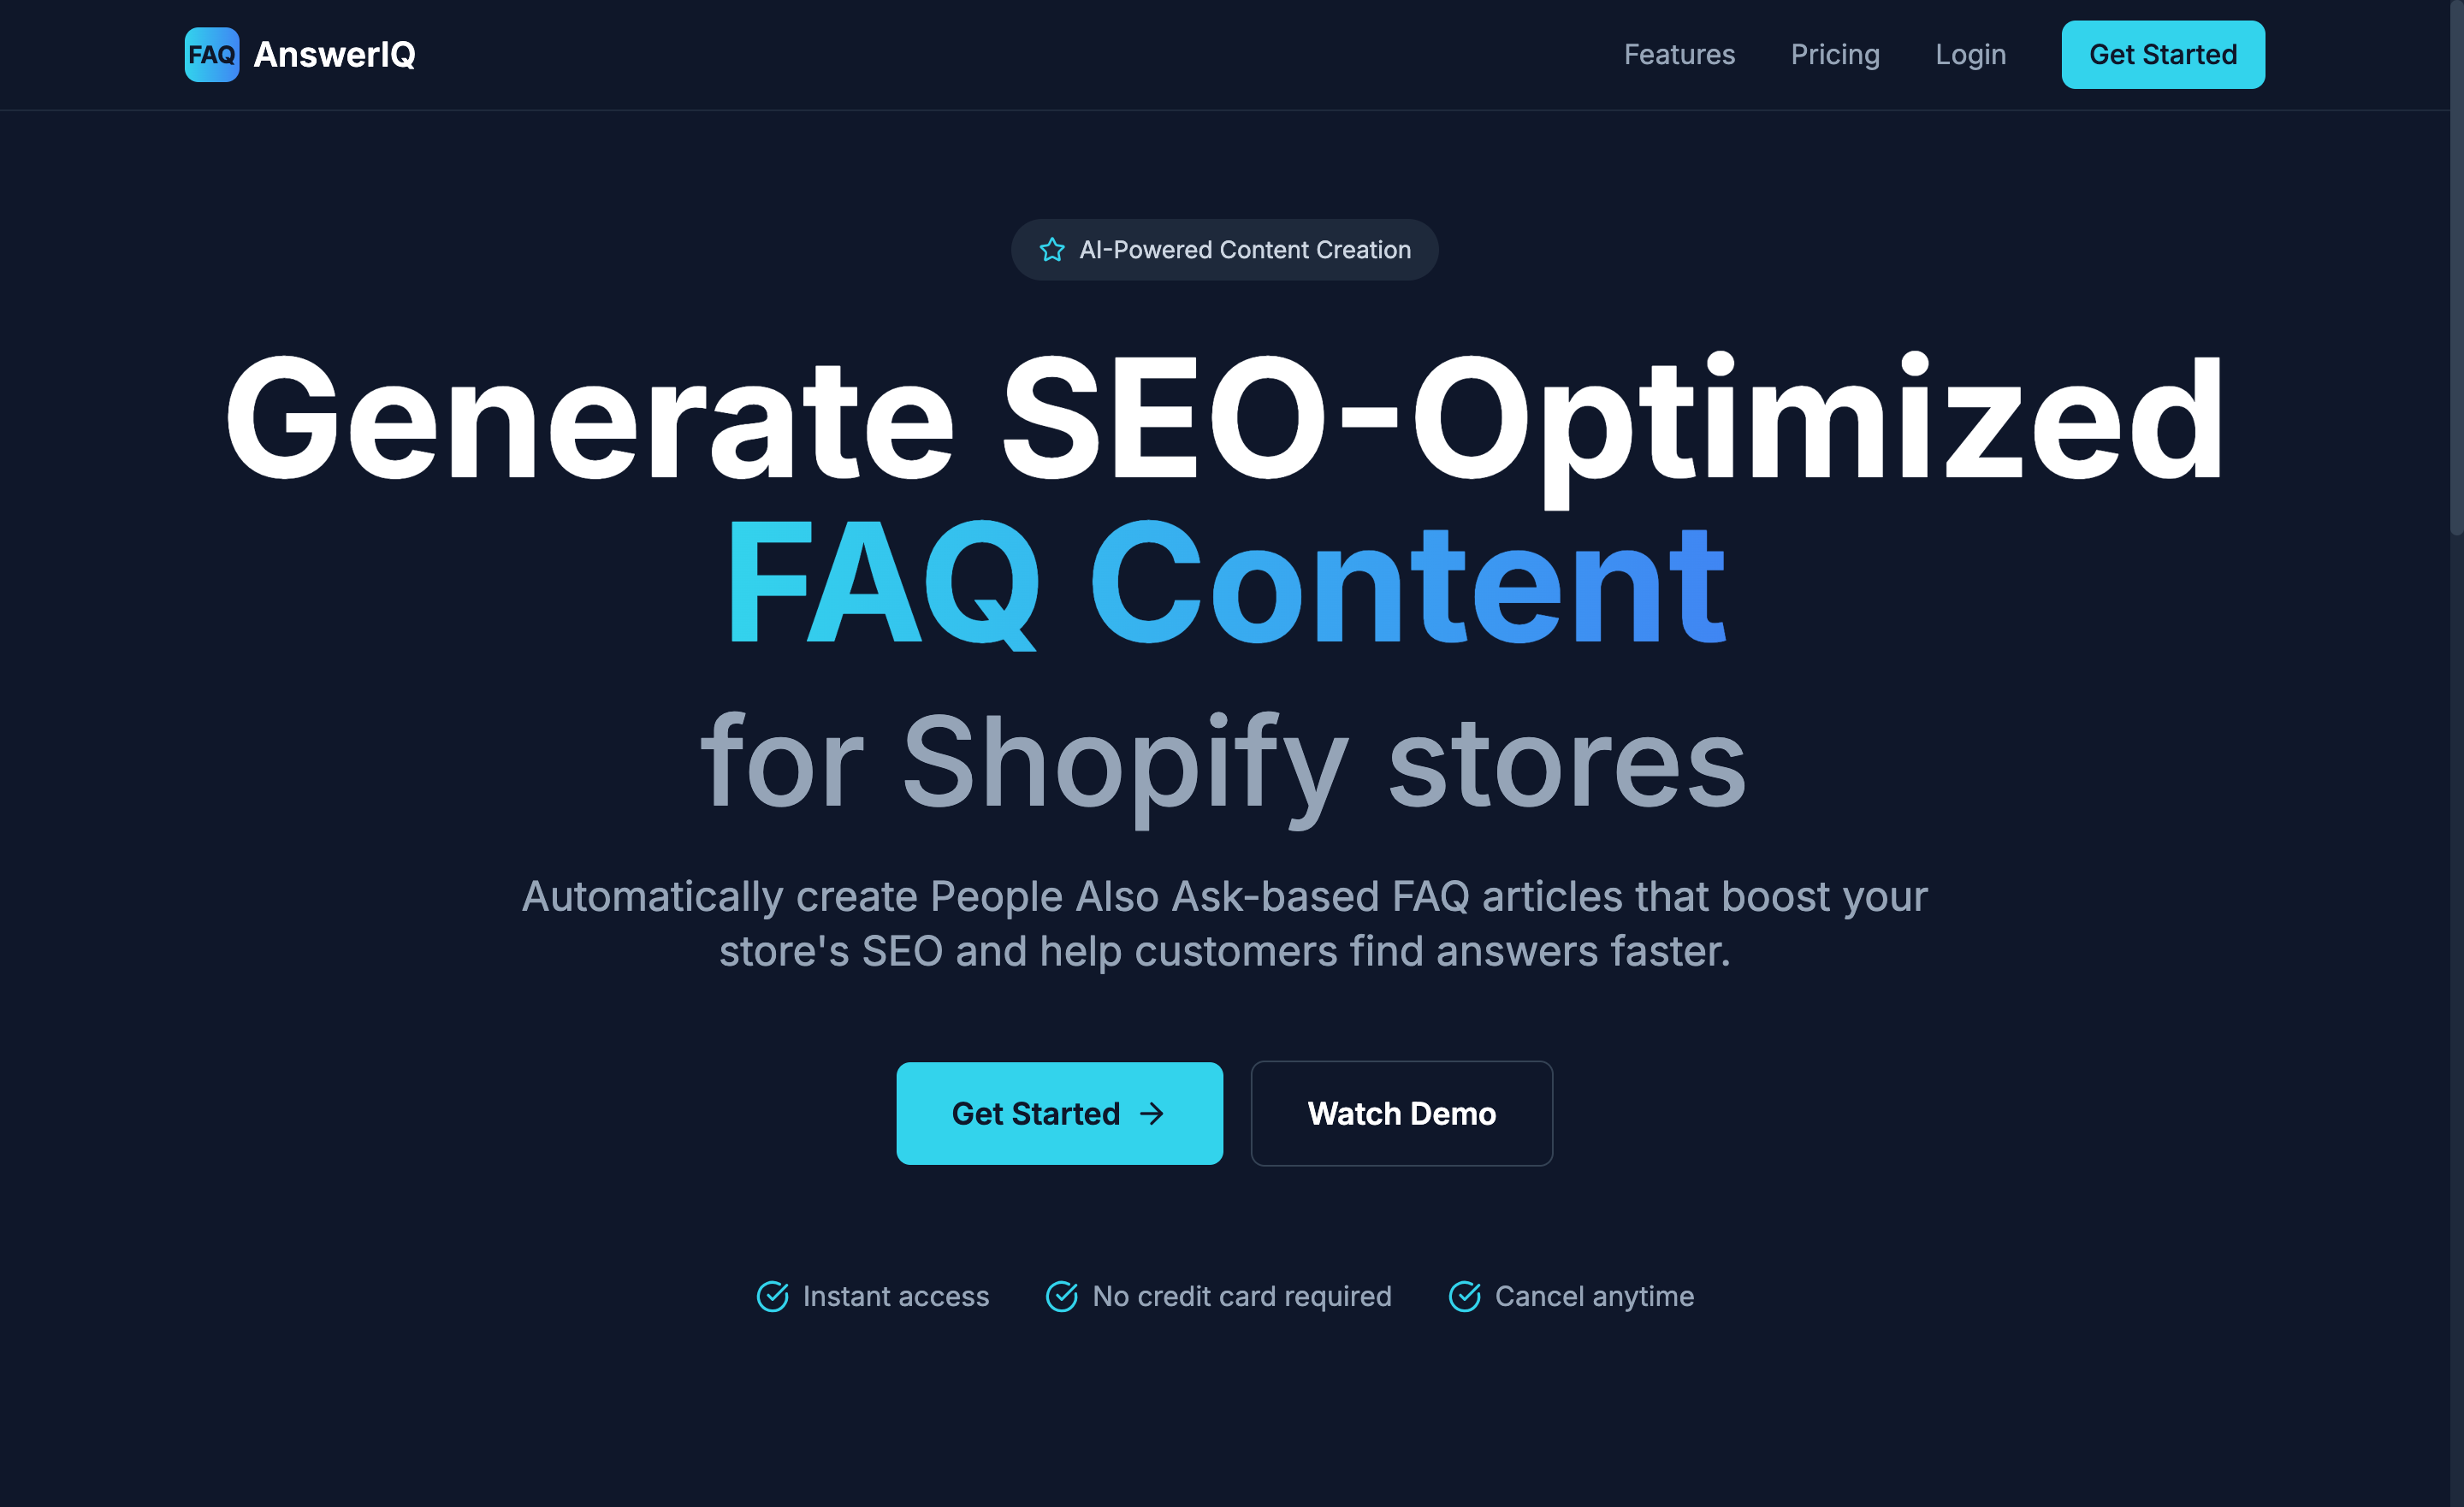 FAQ AnswerIQ Features Pricing Login Get Started
AI-Powered Content Creation
Generate SEO-Optimized
FAQ Content
for Shopify stores
Automatically create People Also Ask-based FAQ articles that boost your
store's SEO and help customers find answers faster.
Get Started → Watch Demo
Instant access No credit card required Cancel anytime